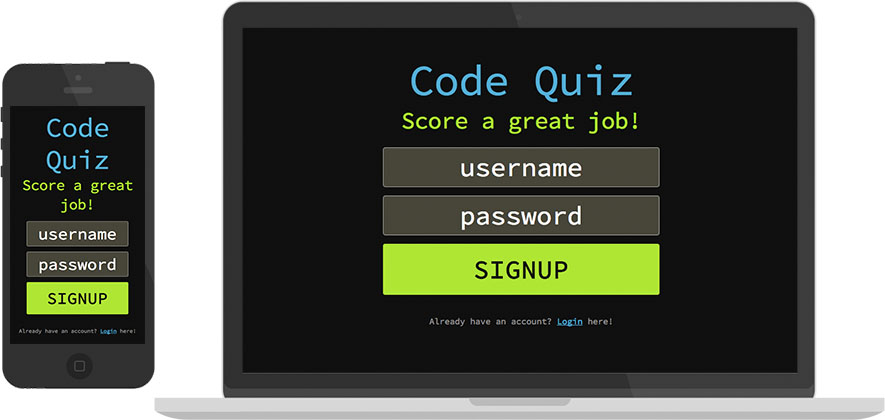 Code
Quiz
Score a great
job!
username
password
SIGNUP
Already have an account? Login here!
Code Quiz
Score a great job!
username
password
SIGNUP
Already have an account? Login here!